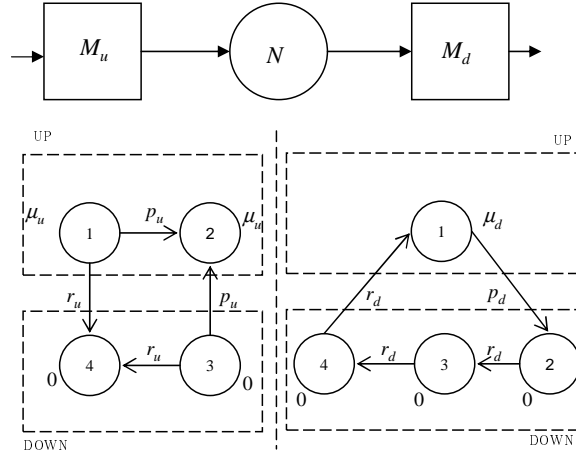 M_u N M_d
UP UP
μ_u 1 p_u 2 μ_u 1 μ_d
r_u p_u r_d p_d
0 4 r_u 3 0 4 r_d 3 r_d 2
0 0 0
DOWN DOWN